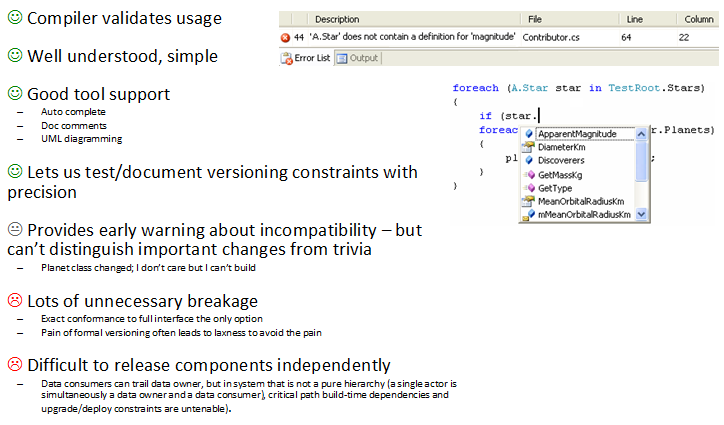 Compiler validates usage
Well understood, simple
Good tool support
– Auto complete
– Doc comments
– UML diagramming
Lets us test/document versioning constraints with
precision
Provides early warning about incompatibility – but
can't distinguish important changes from trivia
– Planet class changed; I don't care but I can't build
Lots of unnecessary breakage
– Exact conformance to full interface the only option
– Pain of formal versioning often leads to laxness to avoid the pain
Difficult to release components independently
– Data consumers can trail data owner, but in system that is not a pure hierarchy (a single actor is
simultaneously a data owner and a data consumer), critical path build-time dependencies and
upgrade/deploy constraints are untenable).
Description File Line Column
44 'A.Star' does not contain a definition for 'magnitude' Contributor.cs 64 22
Error List Output
foreach (A.Star star in TestRoot.Stars)
{
if (star.
foreac r.Planets)
{
pl ;
}
}
ApparentMagnitude
DiameterKm
Discoverers
GetMassKg
GetType
MeanOrbitalRadiusKm
mMeanOrbitalRadiusKm